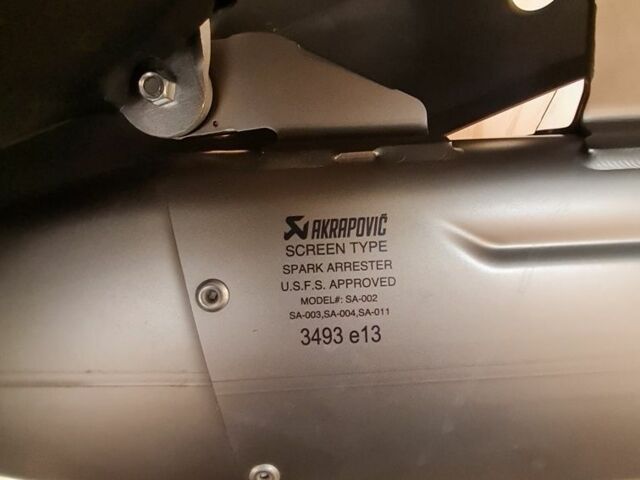 AKRAPOVIČ
SCREEN TYPE
SPARK ARRESTER
U.S.F.S. APPROVED
MODEL#: SA-002
SA-003,SA-004,SA-011
3493 e13